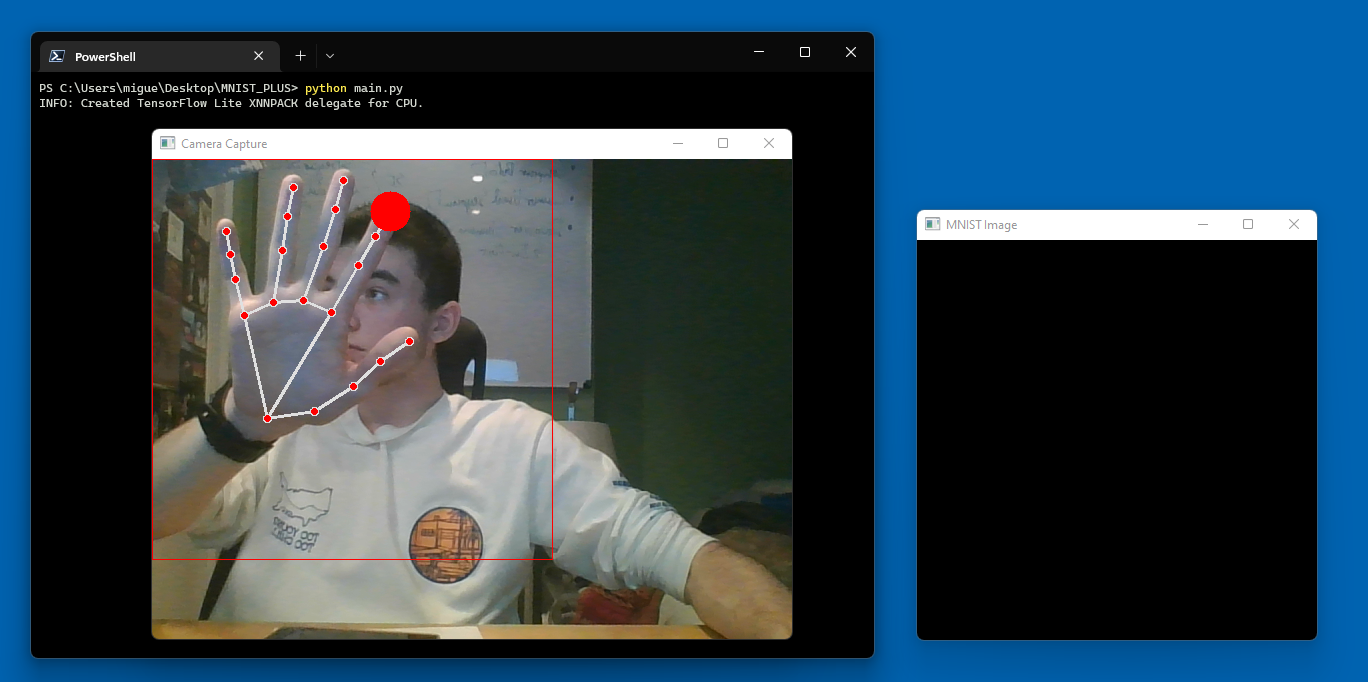 PowerShell
PS C:\Users\migue\Desktop\MNIST_PLUS> python main.py
INFO: Created TensorFlow Lite XNNPACK delegate for CPU.
Camera Capture
MNIST Image